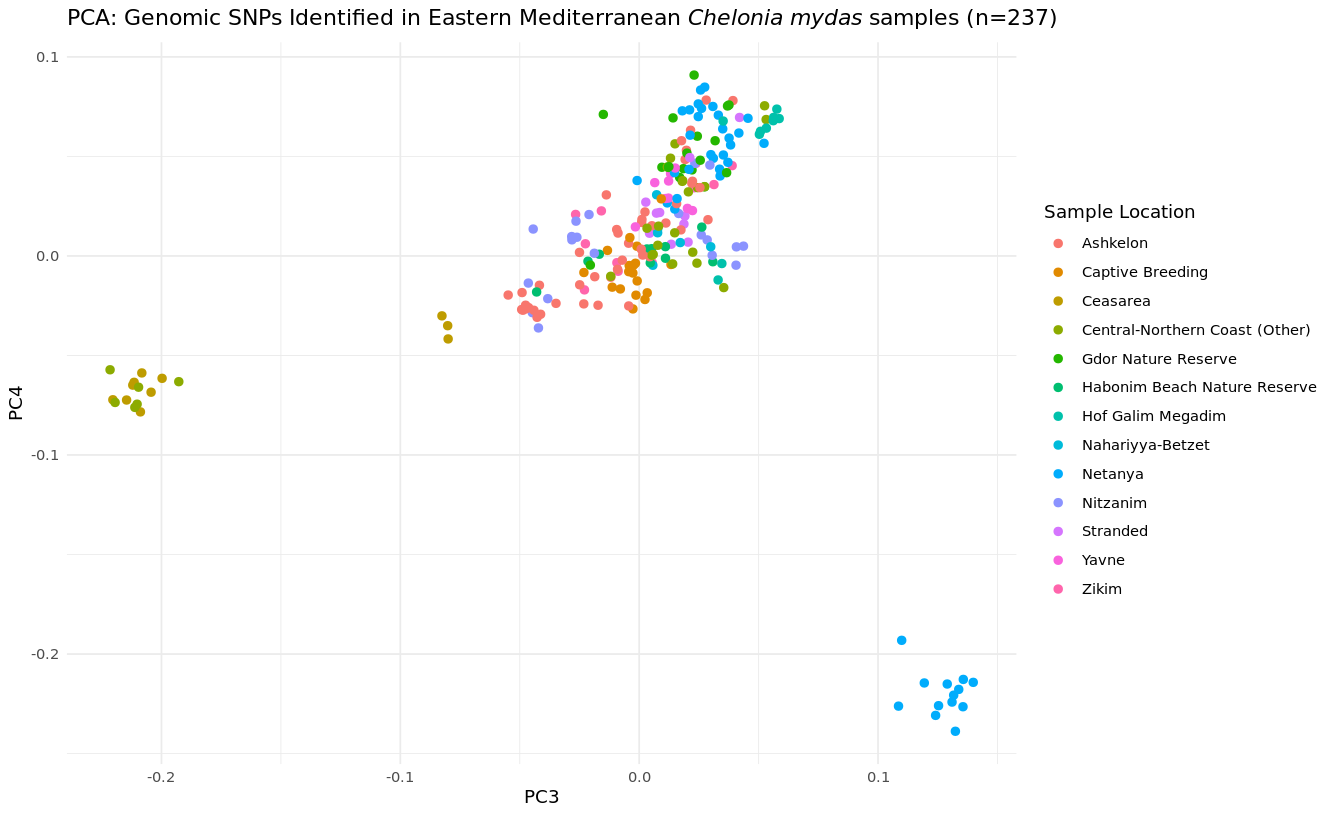 PCA: Genomic SNPs Identified in Eastern Mediterranean Chelonia mydas samples (n=237)
0.1
0.0
-0.1
-0.2
PC4
-0.2
-0.1
0.0
0.1
PC3
Sample Location
Ashkelon
Captive Breeding
Ceasarea
Central-Northern Coast (Other)
Gdor Nature Reserve
Habonim Beach Nature Reserve
Hof Galim Megadim
Nahariyya-Betzet
Netanya
Nitzanim
Stranded
Yavne
Zikim